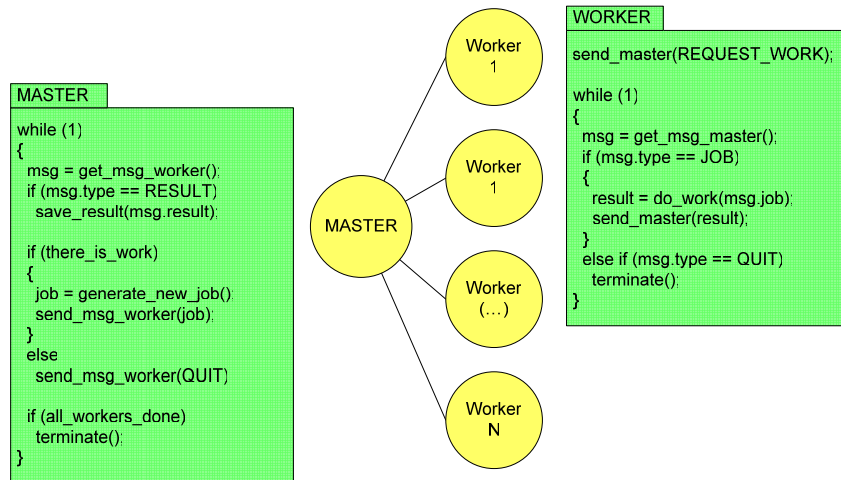 MASTER
while (1)
{
msg = get_msg_worker();
if (msg.type == RESULT)
save_result(msg.result);
if (there_is_work)
{
job = generate_new_job();
send_msg_worker(job);
}
else
send_msg_worker(QUIT)
if (all_workers_done)
terminate();
}
Worker
1
Worker
1
MASTER
Worker
(...)
Worker
N
WORKER
send_master(REQUEST_WORK);
while (1)
{
msg = get_msg_master();
if (msg.type == JOB)
{
result = do_work(msg.job);
send_master(result);
}
else if (msg.type == QUIT)
terminate();
}